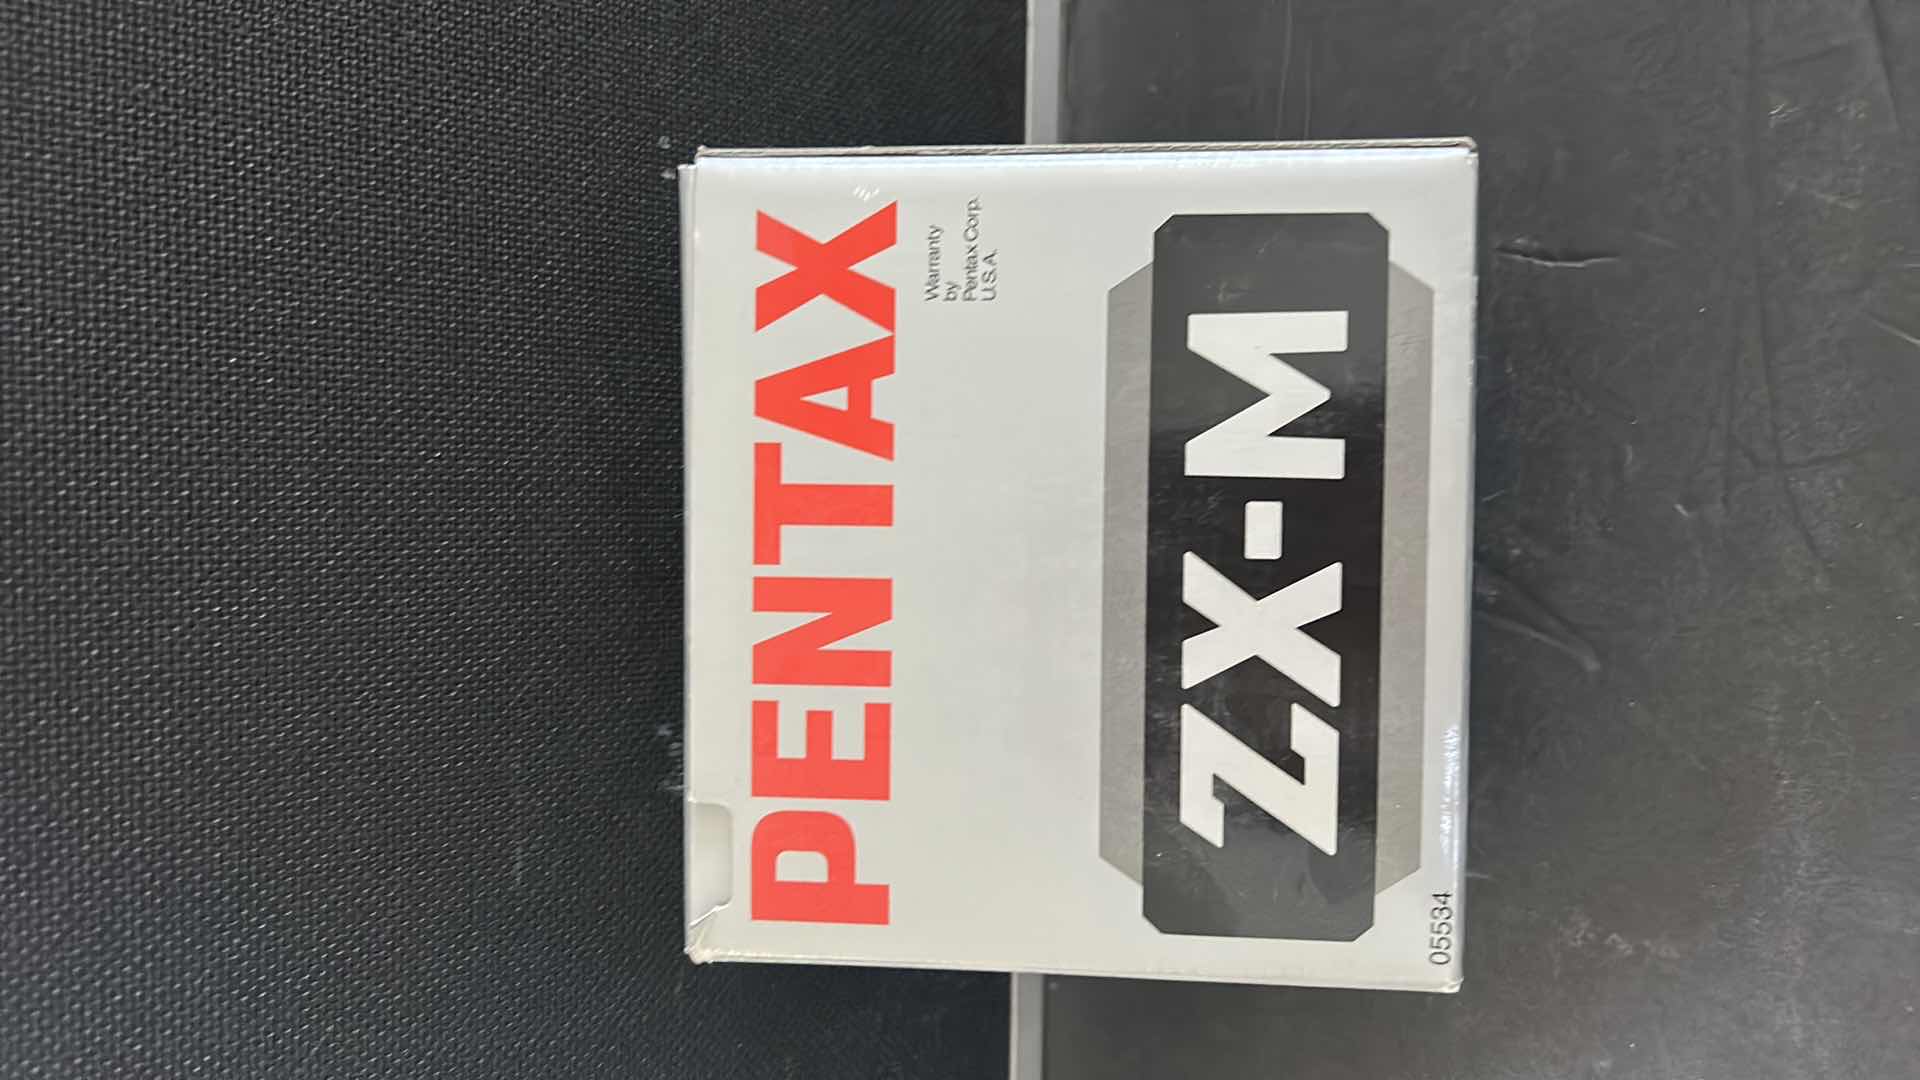 PENTAX
Warranty
by
Pentax Corp.
U.S.A.
ZX-M
05534